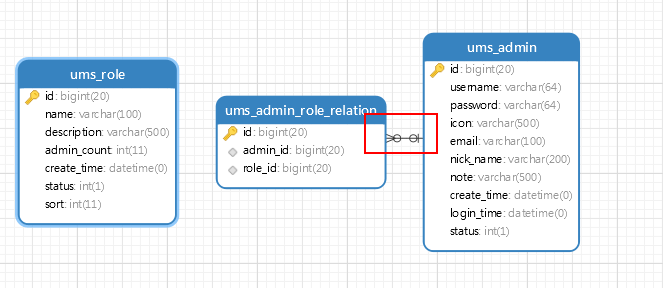 ums_role
id: bigint(20)
name: varchar(100)
description: varchar(500)
admin_count: int(11)
create_time: datetime(0)
status: int(1)
sort: int(11)
ums_admin_role_relation
id: bigint(20)
admin_id: bigint(20)
role_id: bigint(20)
ums_admin
id: bigint(20)
username: varchar(64)
password: varchar(64)
icon: varchar(500)
email: varchar(100)
nick_name: varchar(200)
note: varchar(500)
create_time: datetime(0)
login_time: datetime(0)
status: int(1)